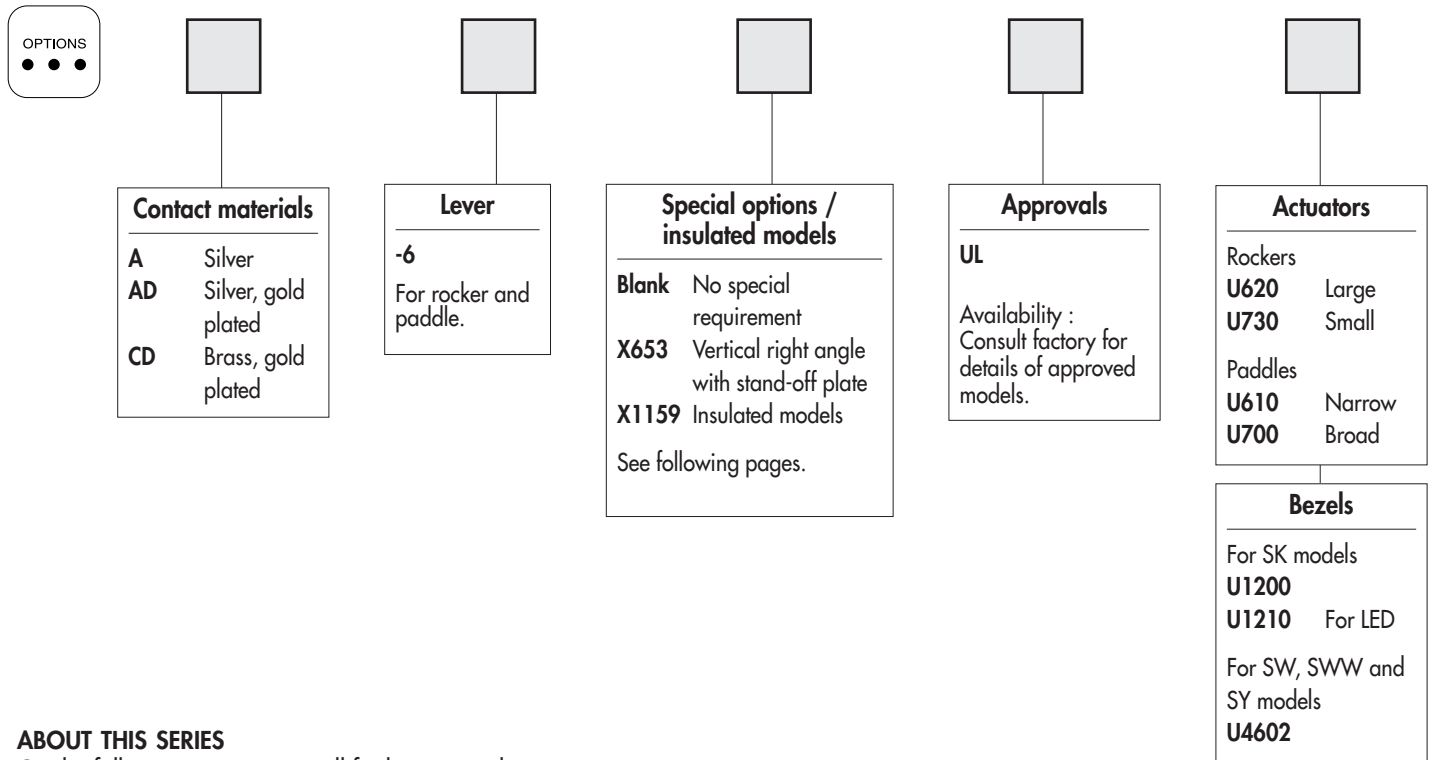 OPTIONS
Contact materials
A Silver
AD Silver, gold
plated
CD Brass, gold
plated
Lever
-6
For rocker and
paddle.
Special options /
insulated models
Blank No special
requirement
X653 Vertical right angle
with stand-off plate
X1159 Insulated models
See following pages.
Approvals
UL
Availability :
Consult factory for
details of approved
models.
Actuators
Rockers
U620 Large
U730 Small
Paddles
U610 Narrow
U700 Broad
Bezels
For SK models
U1200
U1210 For LED
For SW, SWW and
SY models
U4602
ABOUT THIS SERIES